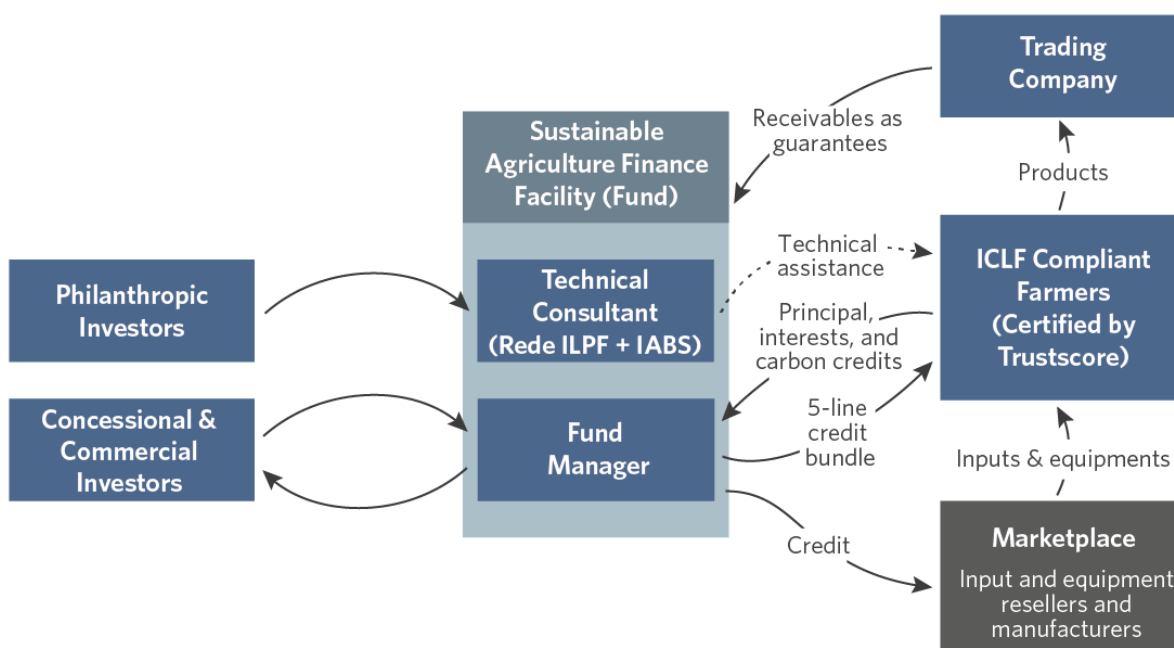 Trading
Company
Receivables as
guarantees
Sustainable
Agriculture Finance
Facility (Fund)
Products
Technical
assistance
ICLF Compliant
Farmers
(Certified by
Trustscore)
Philanthropic
Investors
Technical
Consultant
(Rede ILPF + IABS)
Principal,
interests, and
carbon credits
Concessional &
Commercial
Investors
Fund
Manager
5-line
credit
bundle
Inputs & equipments
Credit
Marketplace
Input and equipment
resellers and
manufacturers